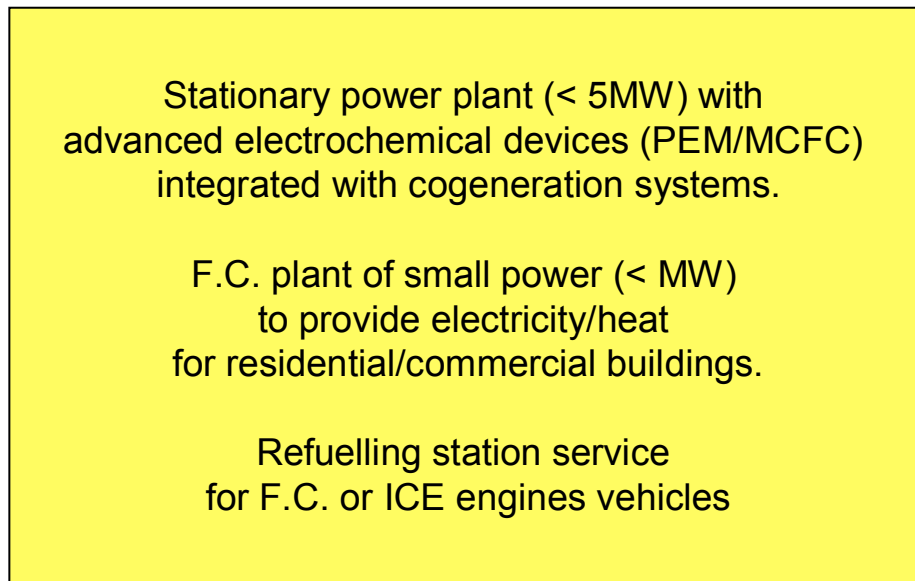 Stationary power plant (< 5MW) with
advanced electrochemical devices (PEM/MCFC)
integrated with cogeneration systems.
F.C. plant of small power (< MW)
to provide electricity/heat
for residential/commercial buildings.
Refuelling station service
for F.C. or ICE engines vehicles